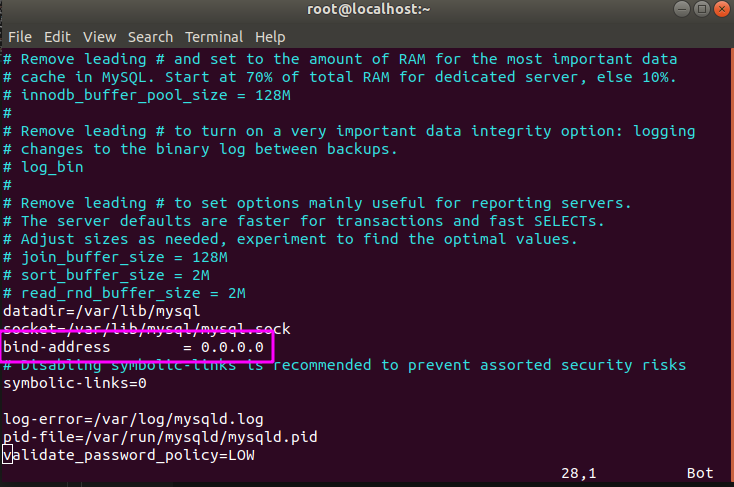 root@localhost:~
File Edit View Search Terminal Help
# Remove leading # and set to the amount of RAM for the most important data
# cache in MySQL. Start at 70% of total RAM for dedicated server, else 10%.
# innodb_buffer_pool_size = 128M
#
# Remove leading # to turn on a very important data integrity option: logging
# changes to the binary log between backups.
# log_bin
#
# Remove leading # to set options mainly useful for reporting servers.
# The server defaults are faster for transactions and fast SELECTs.
# Adjust sizes as needed, experiment to find the optimal values.
# join_buffer_size = 128M
# sort_buffer_size = 2M
# read_rnd_buffer_size = 2M
datadir=/var/lib/mysql
socket=/var/lib/mysql/mysql.sock
bind-address        = 0.0.0.0
# Disabling symbolic-links is recommended to prevent assorted security risks
symbolic-links=0
log-error=/var/log/mysqld.log
pid-file=/var/run/mysqld/mysqld.pid
validate_password_policy=LOW
28,1 Bot